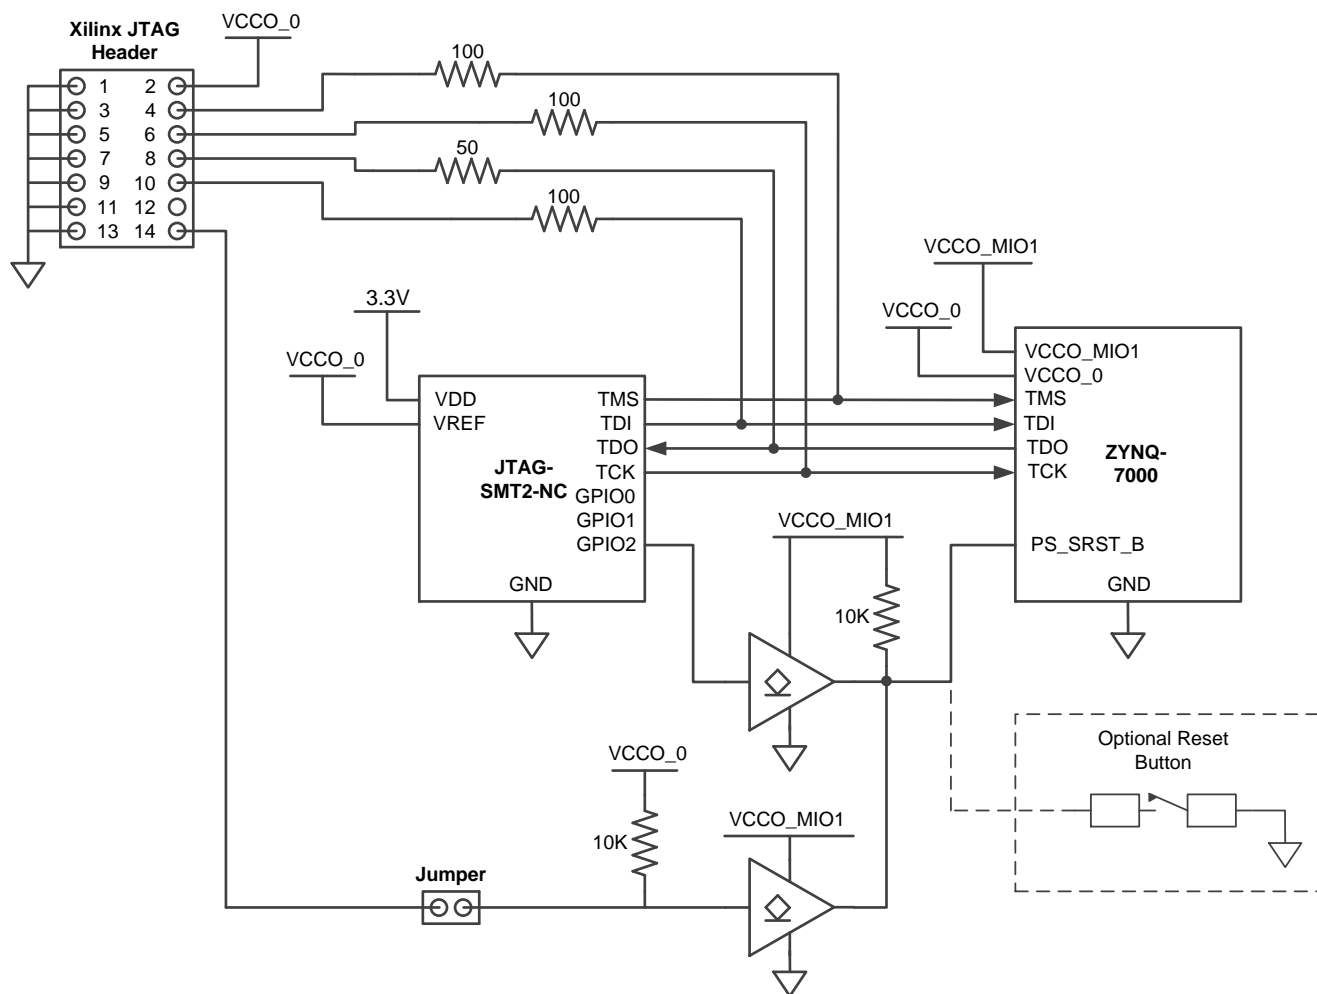 Xilinx JTAG
Header
VCCO_0
1 2
3 4
5 6
7 8
9 10
11 12
13 14
100
100
50
100
VCCO_MIO1
VCCO_0
3.3V
VCCO_0
VDD
VREF
TMS
TDI
TDO
TCK
GPIO0
GPIO1
GPIO2
JTAG-
SMT2-NC
GND
VCCO_MIO1
VCCO_0
TMS
TDI
TDO
TCK
ZYNQ-
7000
PS_SRST_B
GND
VCCO_MIO1
10K
Optional Reset
Button
VCCO_0
10K
VCCO_MIO1
Jumper